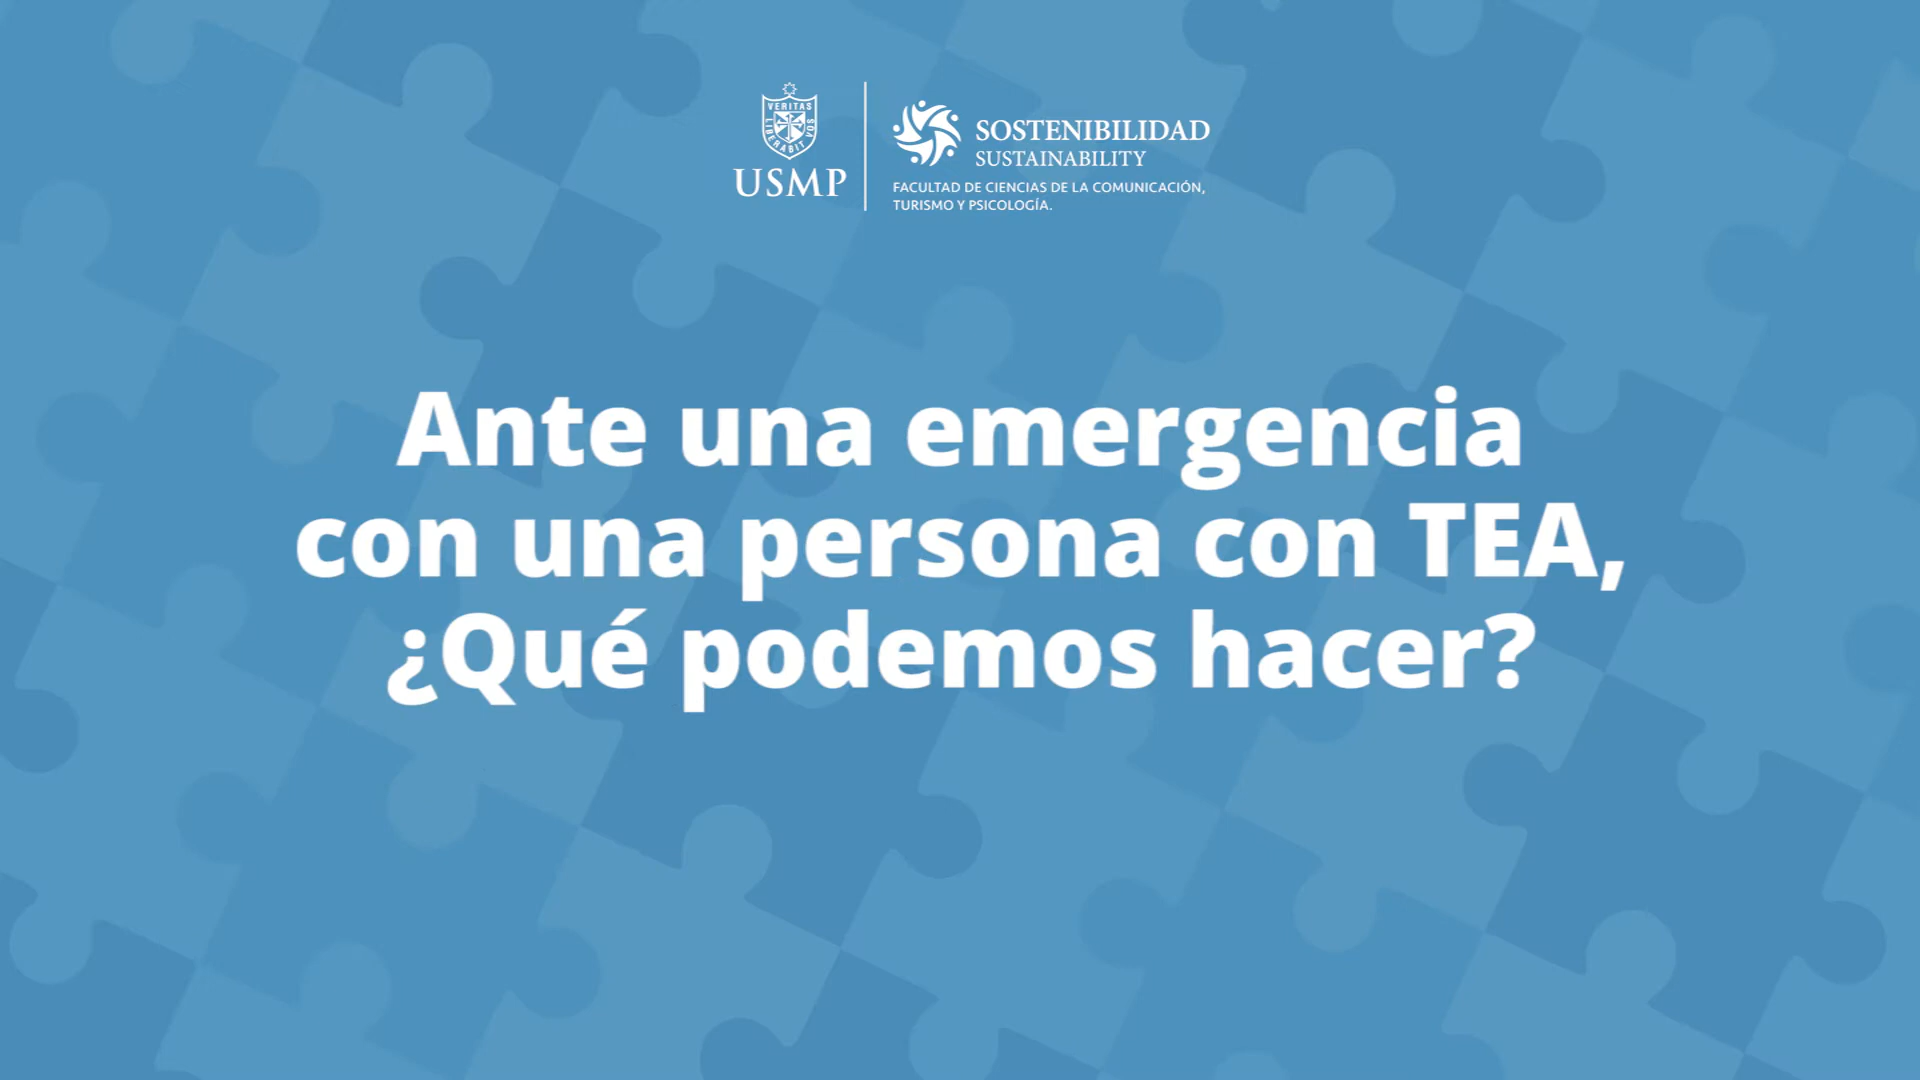 VERITAS
LIBERABIT VOS
USMP
SOSTENIBILIDAD
SUSTAINABILITY
FACULTAD DE CIENCIAS DE LA COMUNICACIÓN,
TURISMO Y PSICOLOGÍA.
Ante una emergencia
con una persona con TEA,
¿Qué podemos hacer?